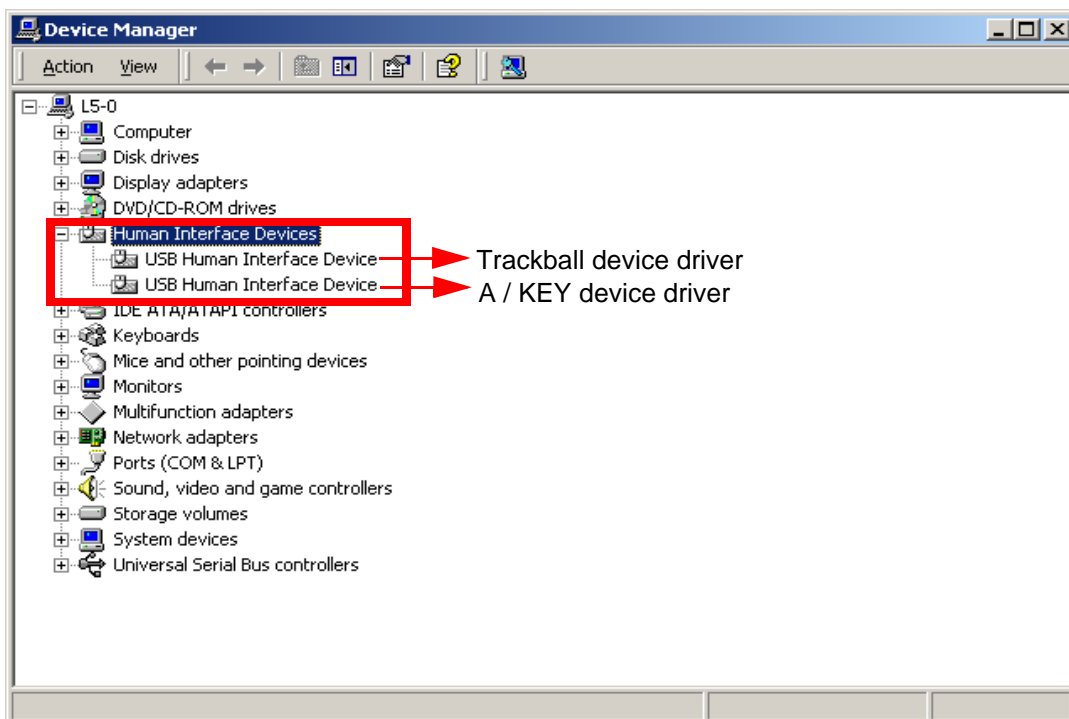 Device Manager
Action View
L5-0
Computer
Disk drives
Display adapters
DVD/CD-ROM drives
Human Interface Devices
USB Human Interface Device Trackball device driver
USB Human Interface Device A / KEY device driver
IDE ATA/ATAPI controllers
Keyboards
Mice and other pointing devices
Monitors
Multifunction adapters
Network adapters
Ports (COM & LPT)
Sound, video and game controllers
Storage volumes
System devices
Universal Serial Bus controllers